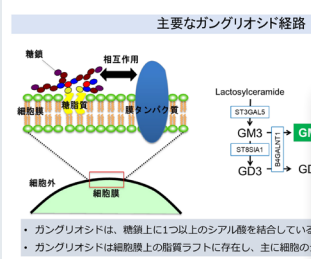 主要なガングリオシド経路
糖鎖
相互作用
糖脂質
細胞膜
膜タンパク質
細胞外
細胞膜
Lactosylceramide
ST3GAL5
GM3
B4GALNT1
ST8SIA1
GD3
• ガングリオシドは、糖鎖上に1つ以上のシアル酸を結合してい
• ガングリオシドは細胞膜上の脂質ラフトに存在し、主に細胞の